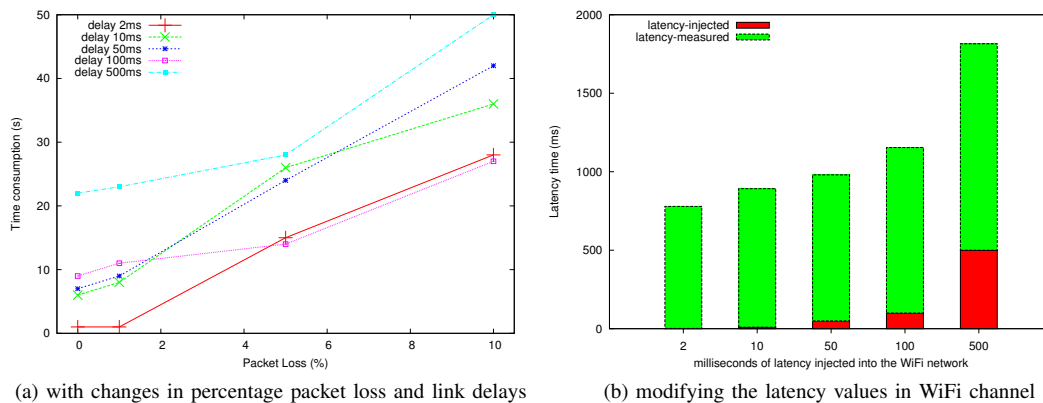 delay 2ms
delay 10ms
delay 50ms
delay 100ms
delay 500ms
50
40
30
20
10
0
Time consumption (s)
0 2 4 6 8 10
Packet Loss (%)
(a) with changes in percentage packet loss and link delays
latency-injected
latency-measured
2000
1500
1000
500
0
Latency time (ms)
2 10 50 100 500
milliseconds of latency injected into the WiFi network
(b) modifying the latency values in WiFi channel